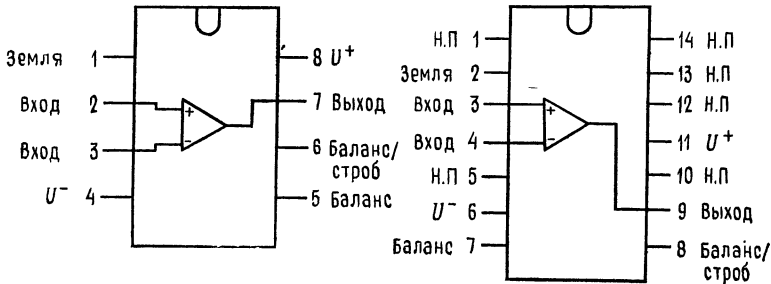 Земля 1
Вход 2
Вход 3
U⁻ 4
8 U⁺
7 Выход
6 Баланс/
строб
5 Баланс
+
-
Н.П 1
Земля 2
Вход 3
Вход 4
Н.П 5
U⁻ 6
Баланс 7
14 Н.П
13 Н.П
12 Н.П
11 U⁺
10 Н.П
9 Выход
8 Баланс/
строб
+
-